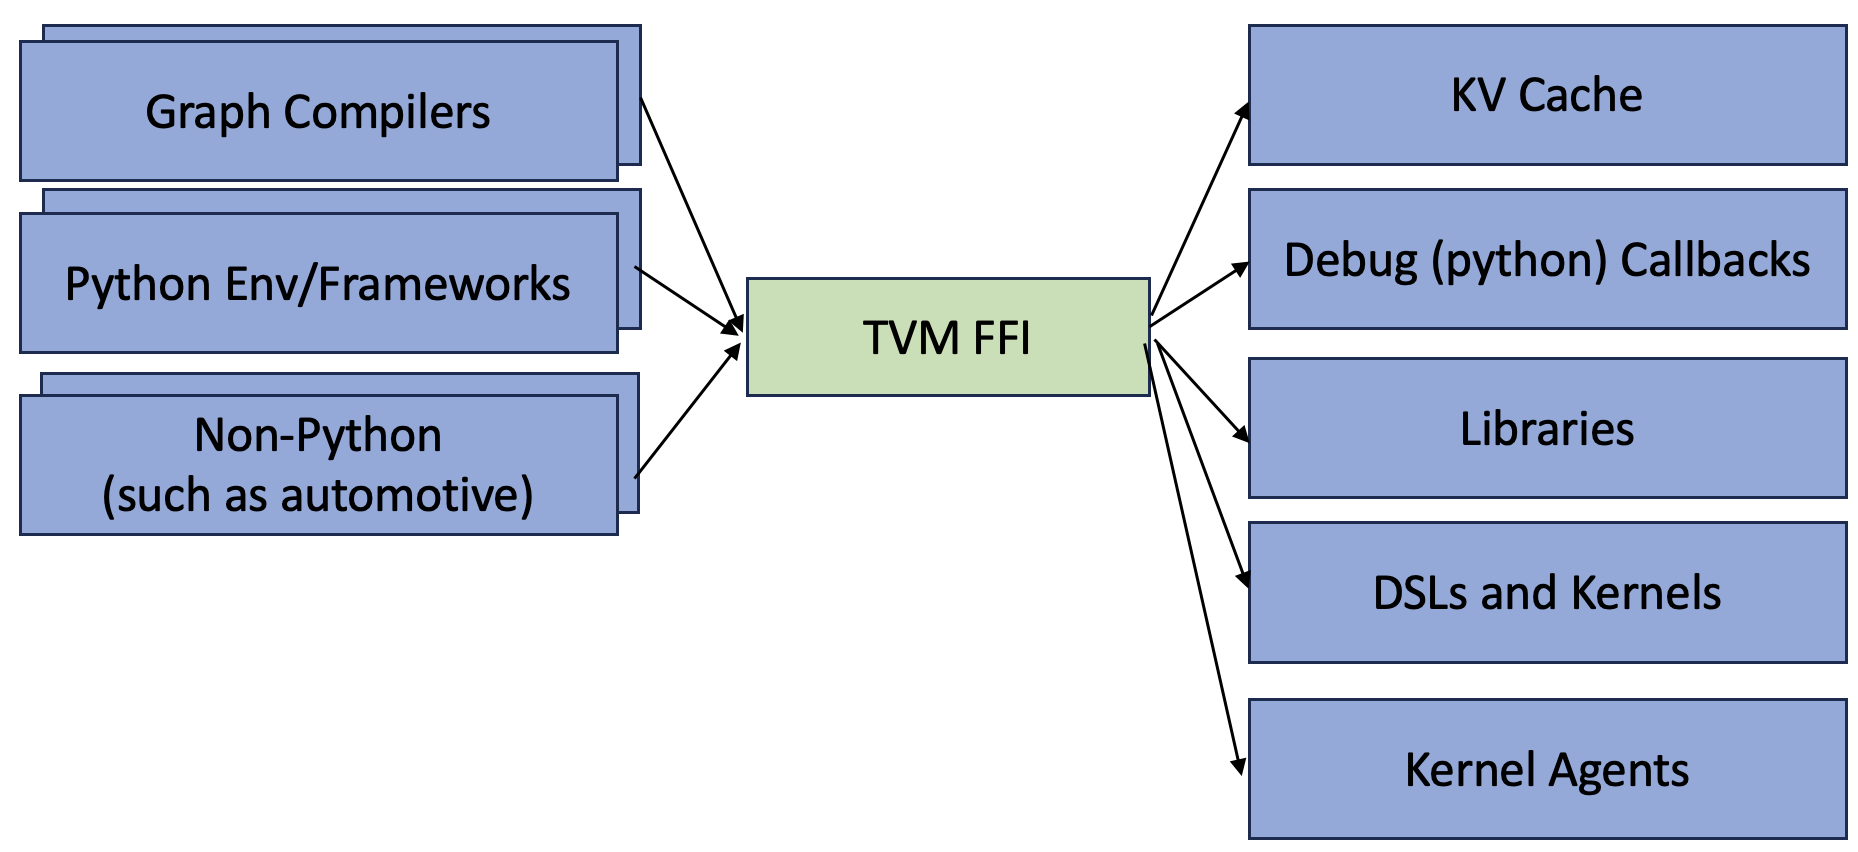 Graph Compilers
Python Env/Frameworks
Non-Python
(such as automotive)
TVM FFI
KV Cache
Debug (python) Callbacks
Libraries
DSLs and Kernels
Kernel Agents